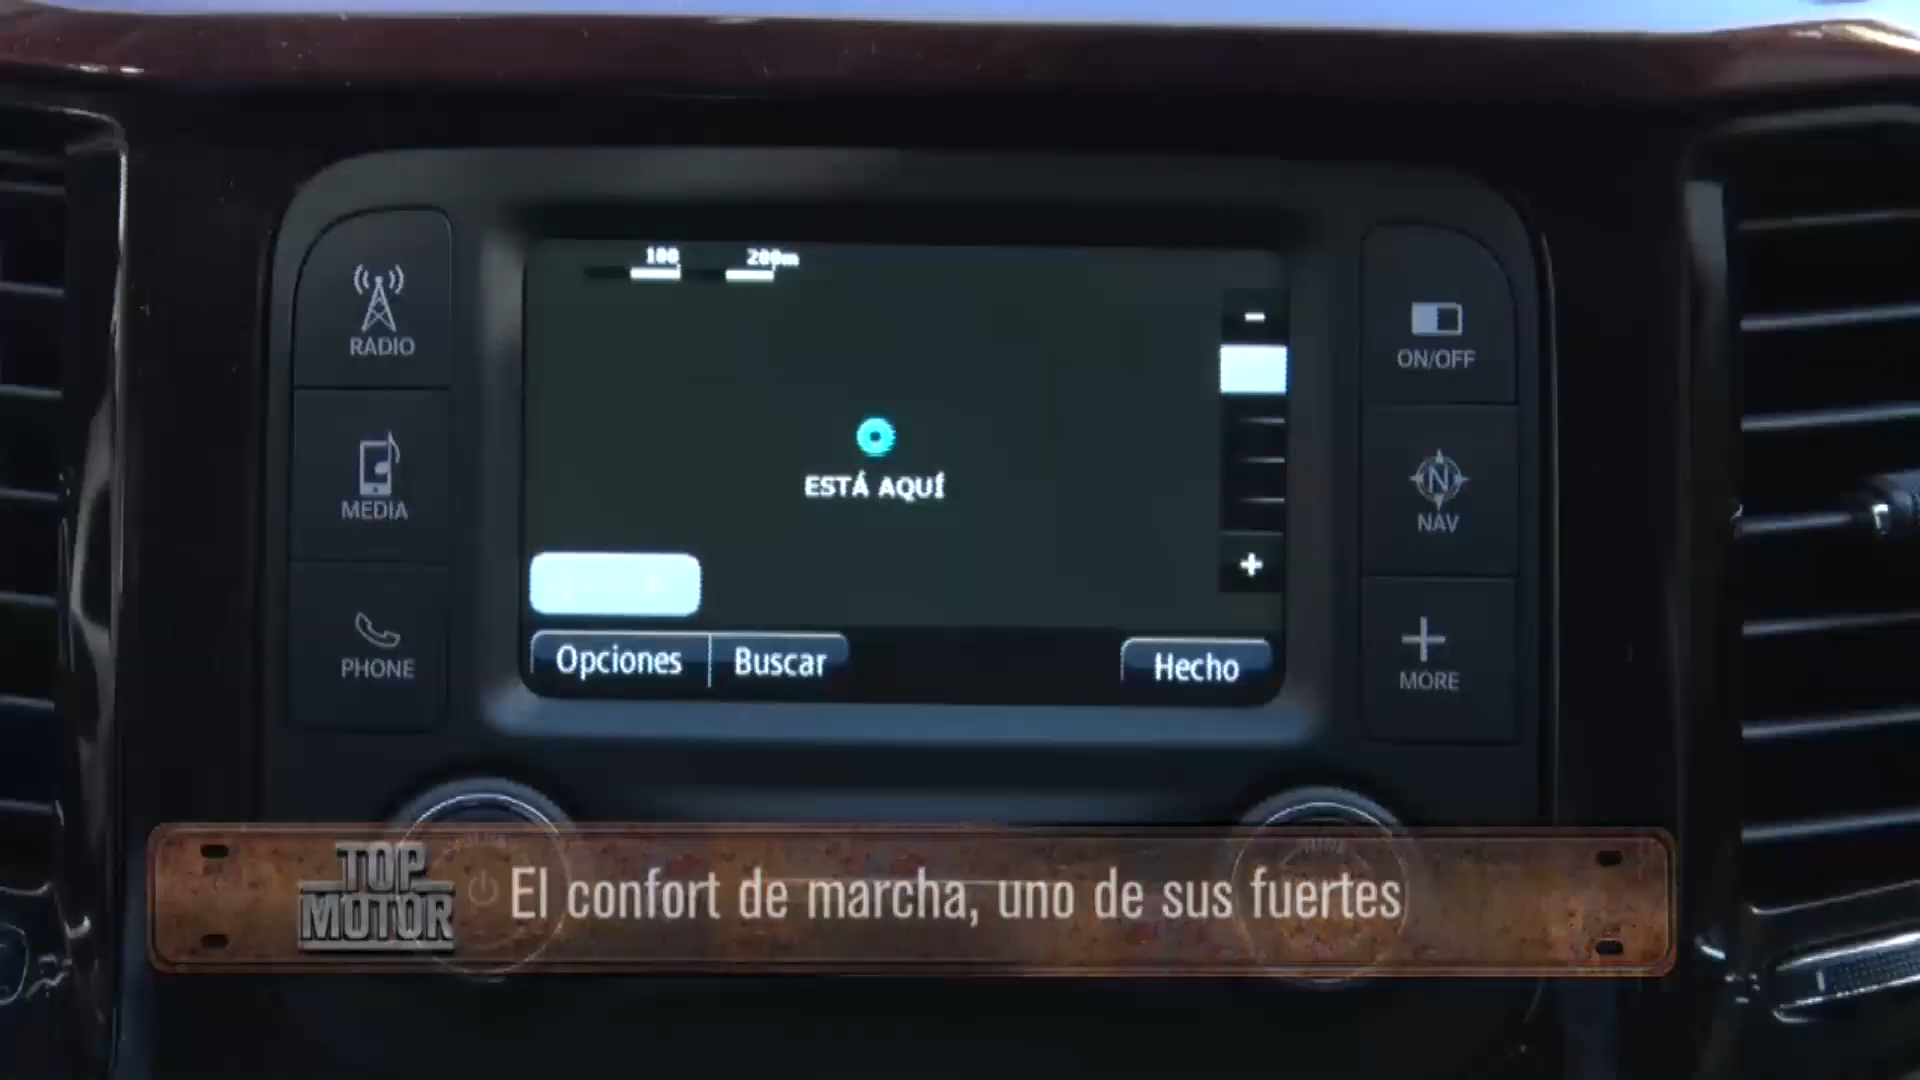 100 200m
RADIO
ON/OFF
-
MEDIA
ESTÁ AQUÍ
N
NAV
+
PHONE
Opciones Buscar Hecho
MORE
TOP
MOTOR
El confort de marcha, uno de sus fuertes